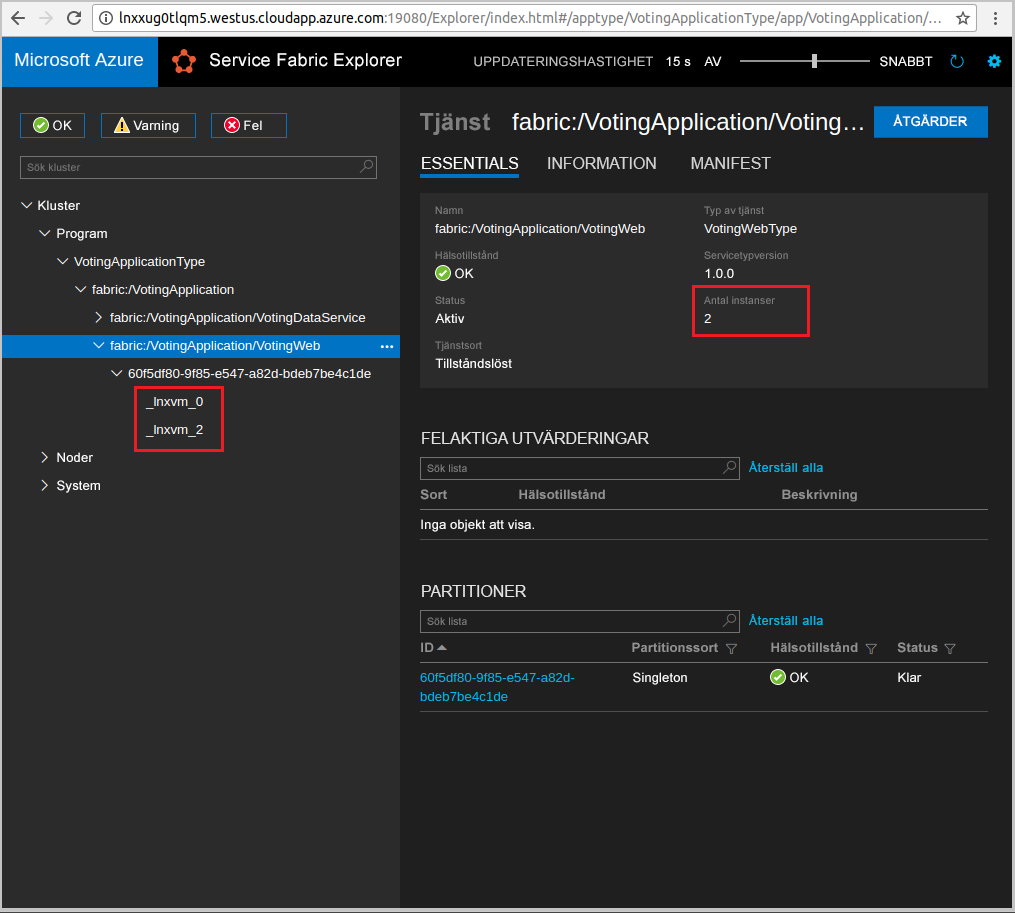 lnxxug0tlqm5.westus.cloudapp.azure.com:19080/Explorer/index.html#/apptype/VotingApplicationType/app/VotingApplication/...
Microsoft Azure
Service Fabric Explorer
UPPDATERINGSHASTIGHET 15 s AV SNABBT
OK
Varning
Fel
Sök kluster
Kluster
Program
VotingApplicationType
fabric:/VotingApplication
fabric:/VotingApplication/VotingDataService
fabric:/VotingApplication/VotingWeb ...
60f5df80-9f85-e547-a82d-bdeb7be4c1de
_lnxvm_0
_lnxvm_2
Noder
System
Tjänst fabric:/VotingApplication/Voting...
ÅTGÄRDER
ESSENTIALS INFORMATION MANIFEST
Namn
fabric:/VotingApplication/VotingWeb
Hälsotillstånd
OK
Status
Aktiv
Tjänstsort
Tillståndslöst
Typ av tjänst
VotingWebType
Servicetypversion
1.0.0
Antal instanser
2
FELAKTIGA UTVÄRDERINGAR
Sök lista Återställ alla
Sort Hälsotillstånd Beskrivning
Inga objekt att visa.
PARTITIONER
Sök lista Återställ alla
ID Partitionssort Hälsotillstånd Status
60f5df80-9f85-e547-a82d- Singleton OK Klar
bdeb7be4c1de